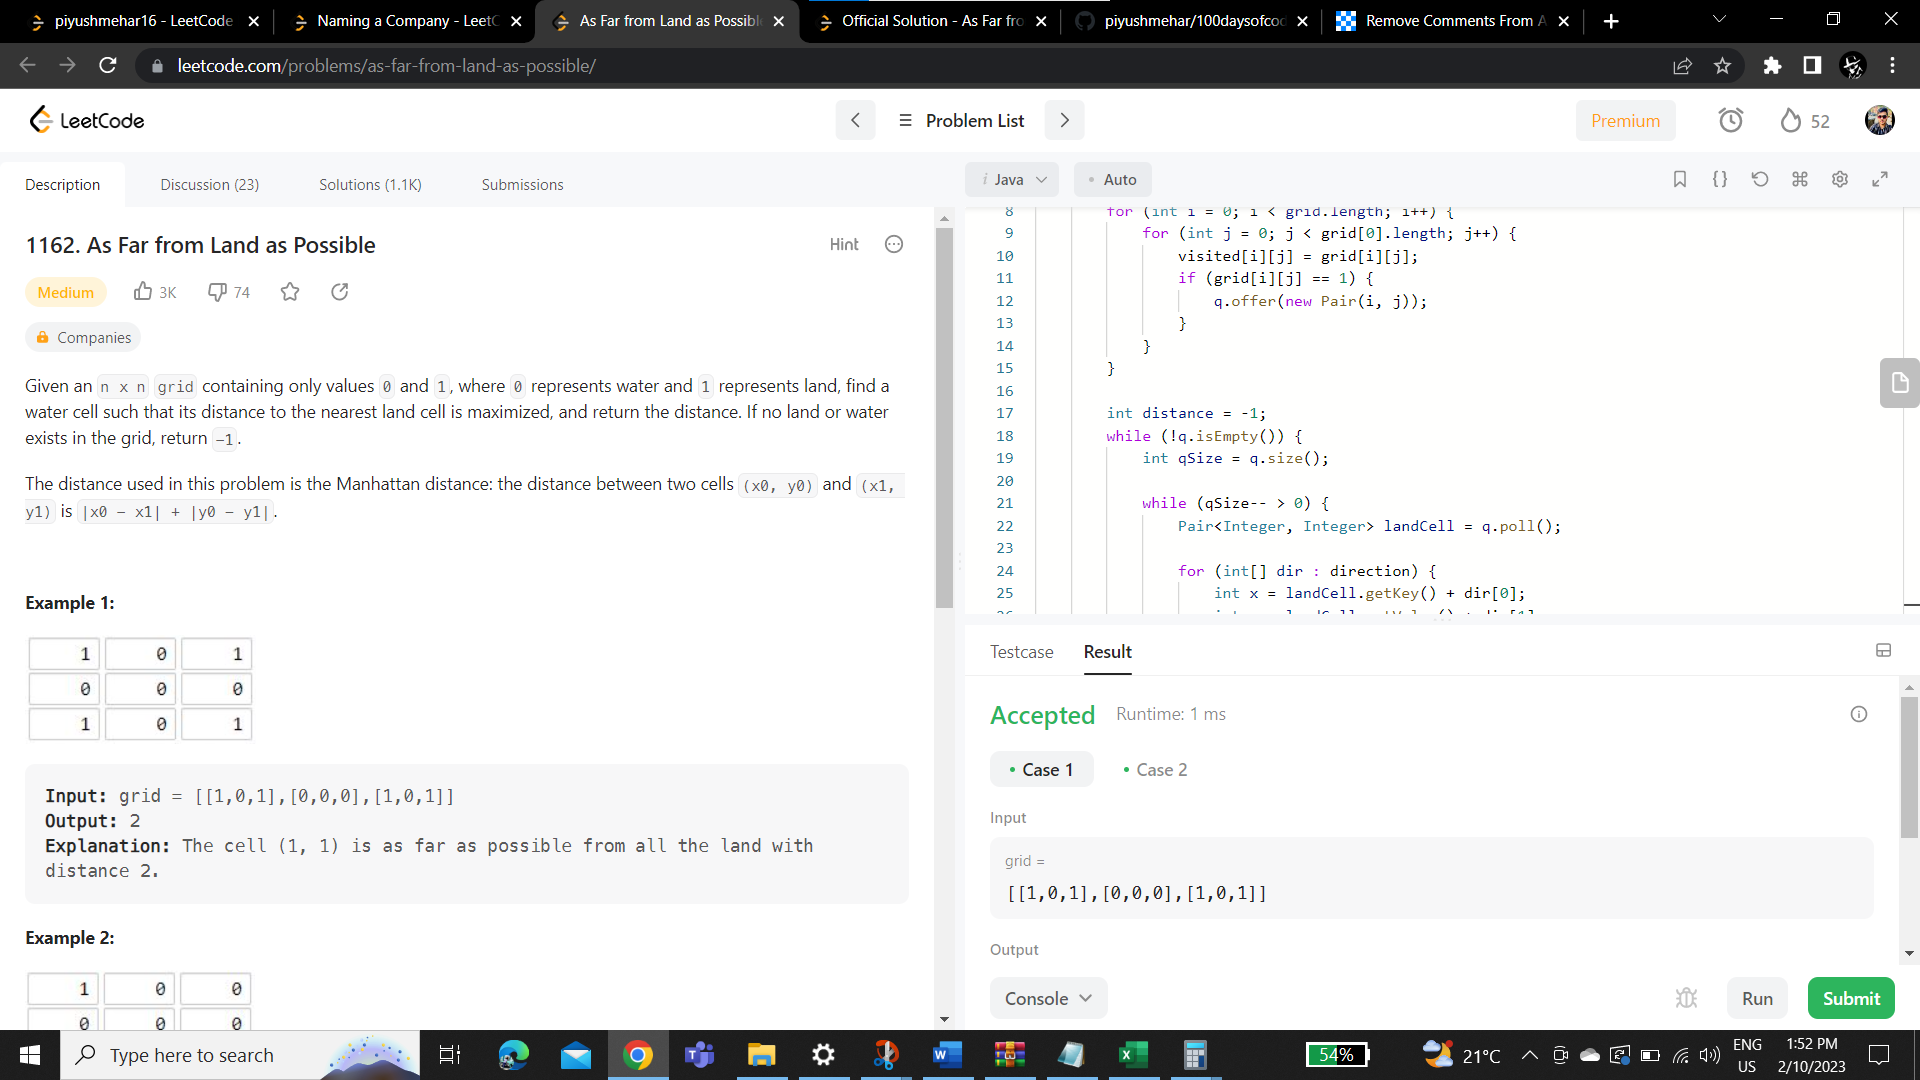 piyushmehar16 - LeetCode
Naming a Company - LeetC
As Far from Land as Possibl
Official Solution - As Far fro
piyushmehar/100daysofcod
Remove Comments From A
leetcode.com/problems/as-far-from-land-as-possible/
LeetCode
Problem List
Premium
52
Description
Discussion (23)
Solutions (1.1K)
Submissions
i Java
• Auto
1162. As Far from Land as Possible
Hint
Medium
3K
74
Companies
Given an n x n grid containing only values 0 and 1, where 0 represents water and 1 represents land, find a
water cell such that its distance to the nearest land cell is maximized, and return the distance. If no land or water
exists in the grid, return -1.
The distance used in this problem is the Manhattan distance: the distance between two cells (x0, y0) and (x1,
y1) is |x0 - x1| + |y0 - y1|.
Example 1:
1 0 1
0 0 0
1 0 1
Input: grid = [[1,0,1],[0,0,0],[1,0,1]]
Output: 2
Explanation: The cell (1, 1) is as far as possible from all the land with
distance 2.
Example 2:
1 0 0
0 0 0
8 for (int i = 0; i < grid.length; i++) {
9 for (int j = 0; j < grid[0].length; j++) {
10 visited[i][j] = grid[i][j];
11 if (grid[i][j] == 1) {
12 q.offer(new Pair(i, j));
13 }
14 }
15 }
16
17 int distance = -1;
18 while (!q.isEmpty()) {
19 int qSize = q.size();
20
21 while (qSize-- > 0) {
22 Pair<Integer, Integer> landCell = q.poll();
23
24 for (int[] dir : direction) {
25 int x = landCell.getKey() + dir[0];
Testcase
Result
Accepted
Runtime: 1 ms
• Case 1
• Case 2
Input
grid =
[[1,0,1],[0,0,0],[1,0,1]]
Output
Console
Run
Submit
Type here to search
54%
21°C
ENG
US
1:52 PM
2/10/2023